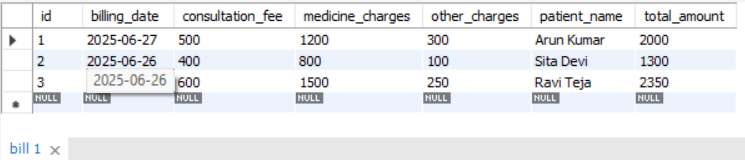 id billing_date consultation_fee medicine_charges other_charges patient_name total_amount
1 2025-06-27 500 1200 300 Arun Kumar 2000
2 2025-06-26 400 800 100 Sita Devi 1300
3 2025-06-26 600 1500 250 Ravi Teja 2350
NULL NULL NULL NULL NULL NULL NULL
bill 1